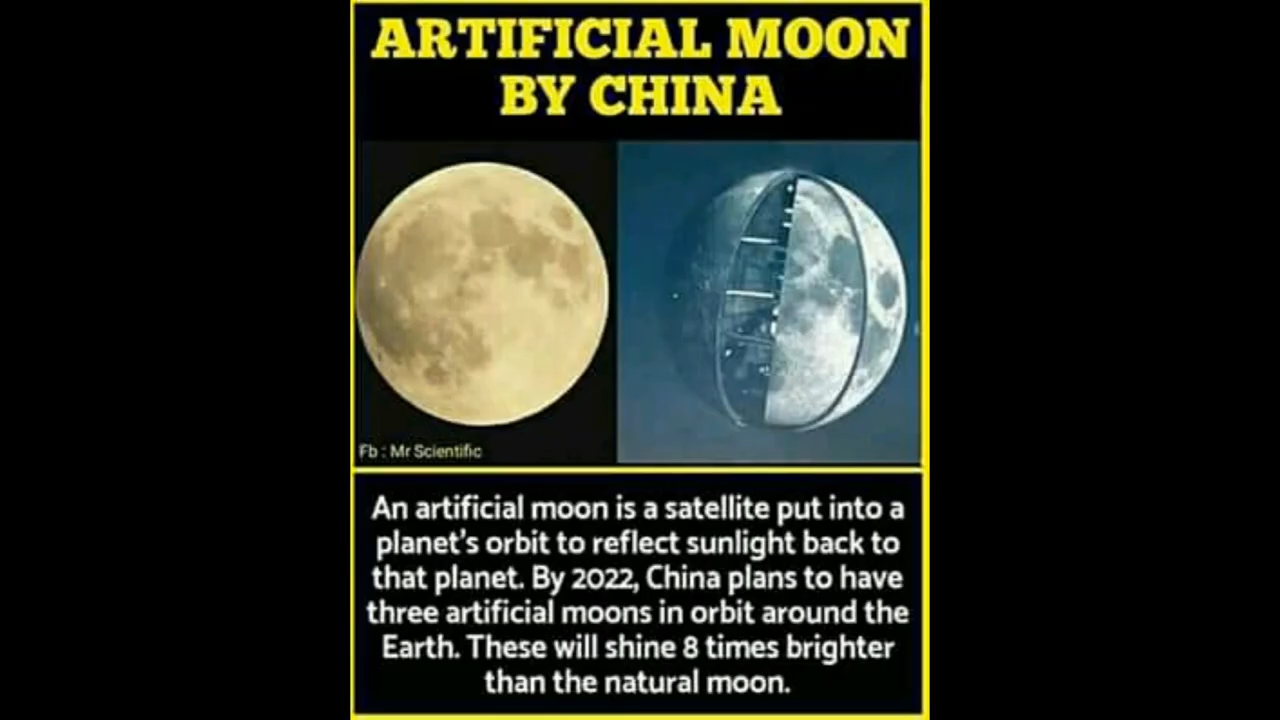 ARTIFICIAL MOON
BY CHINA
Fb : Mr Scientific
An artificial moon is a satellite put into a
planet's orbit to reflect sunlight back to
that planet. By 2022, China plans to have
three artificial moons in orbit around the
Earth. These will shine 8 times brighter
than the natural moon.